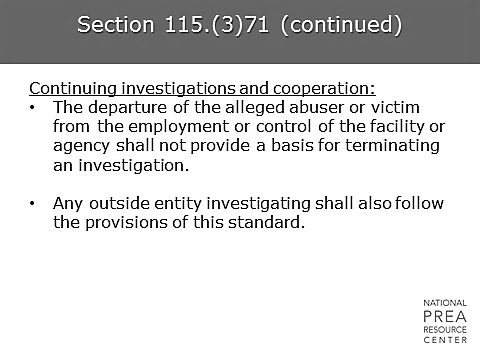 Section 115.(3)71 (continued)
Continuing investigations and cooperation:
• The departure of the alleged abuser or victim
from the employment or control of the facility or
agency shall not provide a basis for terminating
an investigation.
• Any outside entity investigating shall also follow
the provisions of this standard.
NATIONAL
PREA
RESOURCE
CENTER